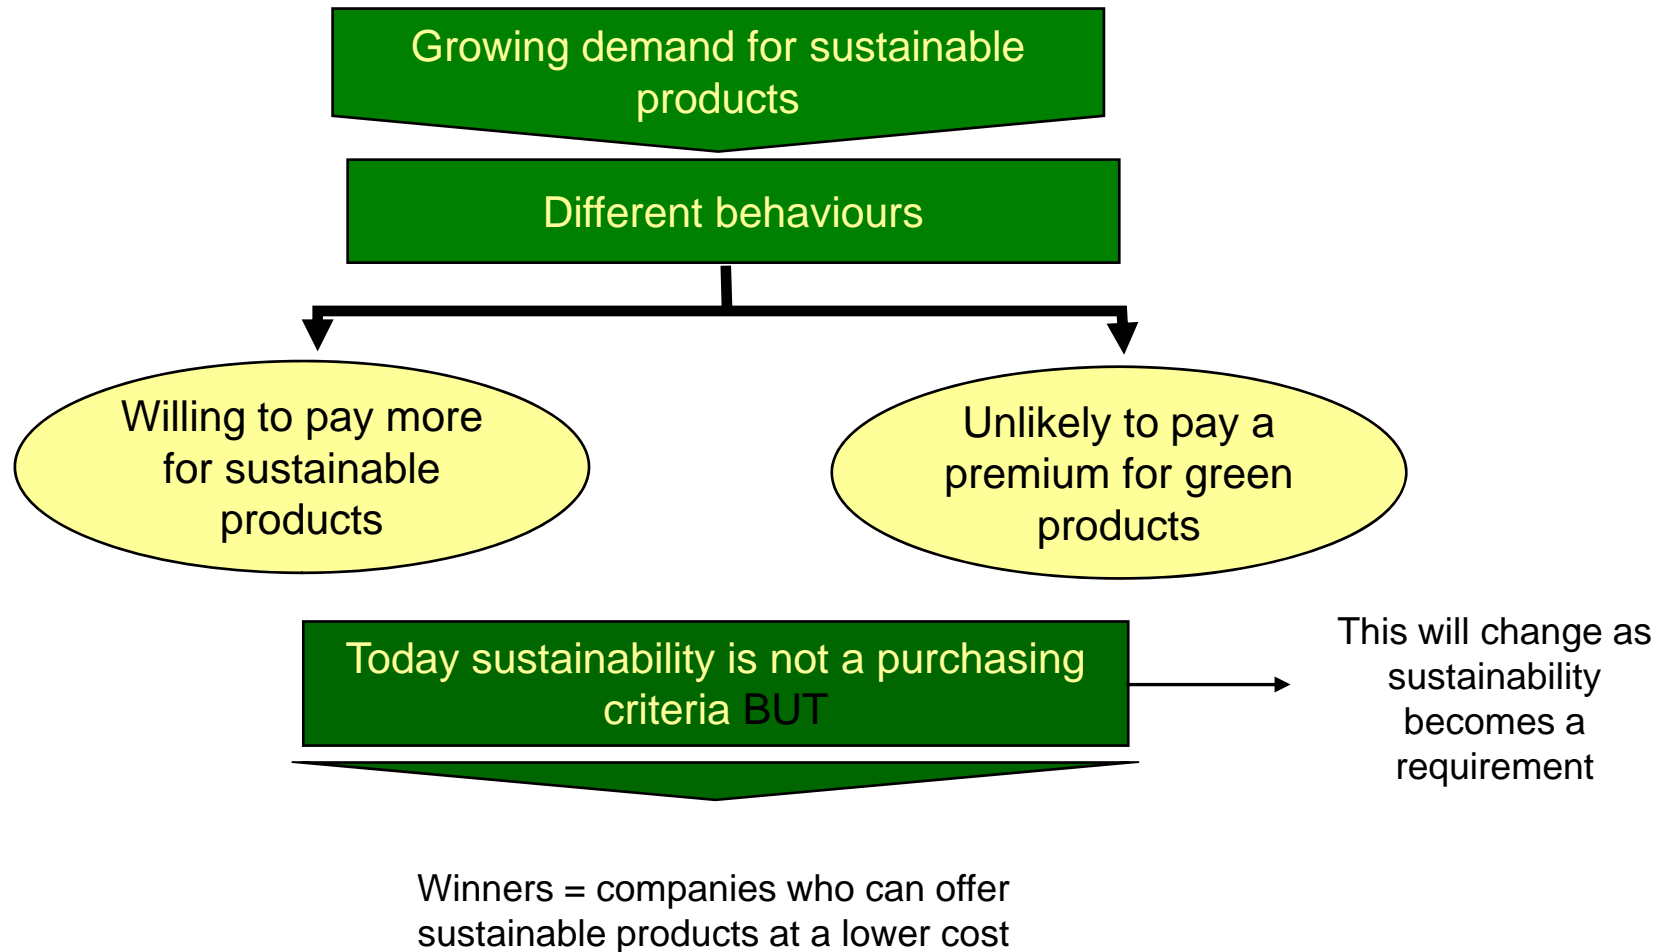 Growing demand for sustainable
products
Different behaviours
Willing to pay more
for sustainable
products
Unlikely to pay a
premium for green
products
Today sustainability is not a purchasing
criteria BUT
This will change as
sustainability
becomes a
requirement
Winners = companies who can offer
sustainable products at a lower cost